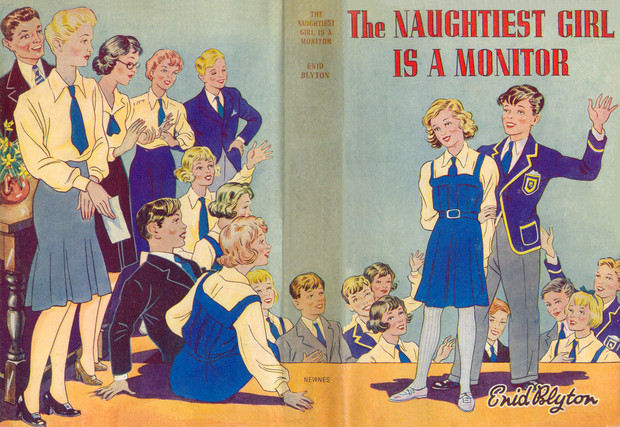 THE
NAUGHTIEST
GIRL IS A
MONITOR
ENID
BLYTON
NEWNES
The NAUGHTIEST GIRL
IS A MONITOR
Enid Blyton